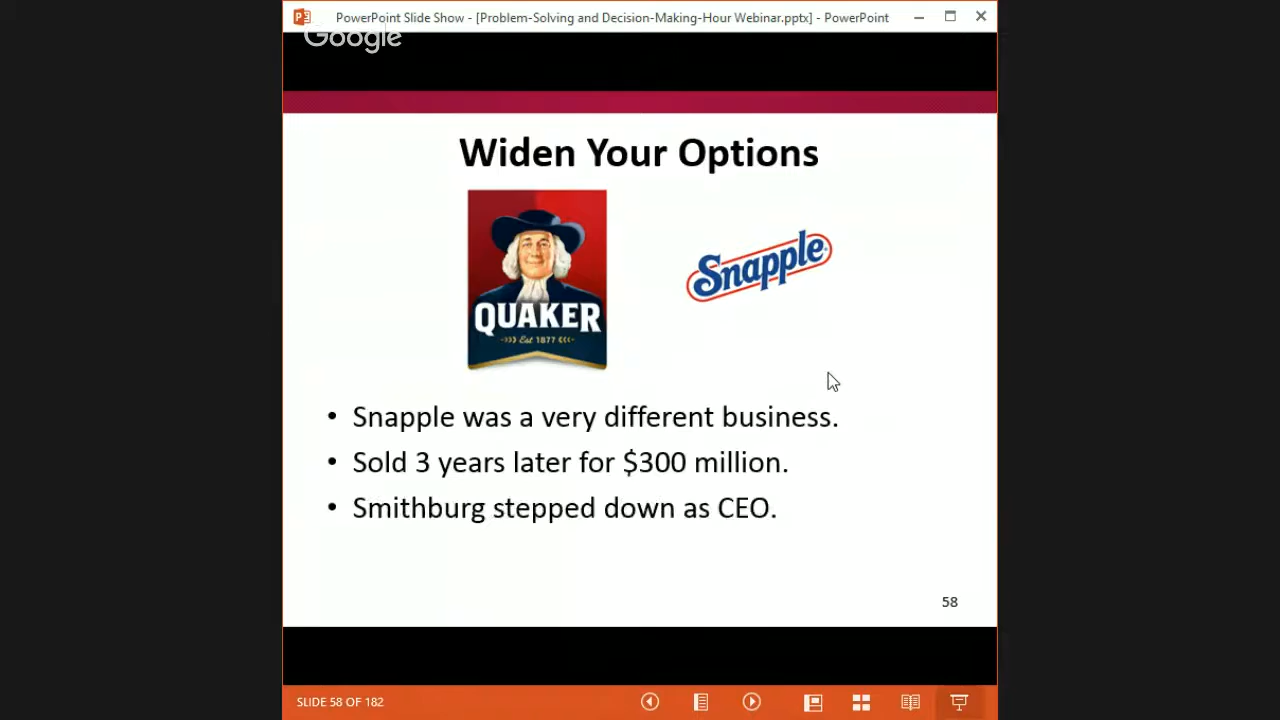 PowerPoint Slide Show - [Problem-Solving and Decision-Making-Hour Webinar.pptx] - PowerPoint
Google
Widen Your Options
QUAKER
Est 1877
Snapple
• Snapple was a very different business.
• Sold 3 years later for $300 million.
• Smithburg stepped down as CEO.
58
SLIDE 58 OF 182